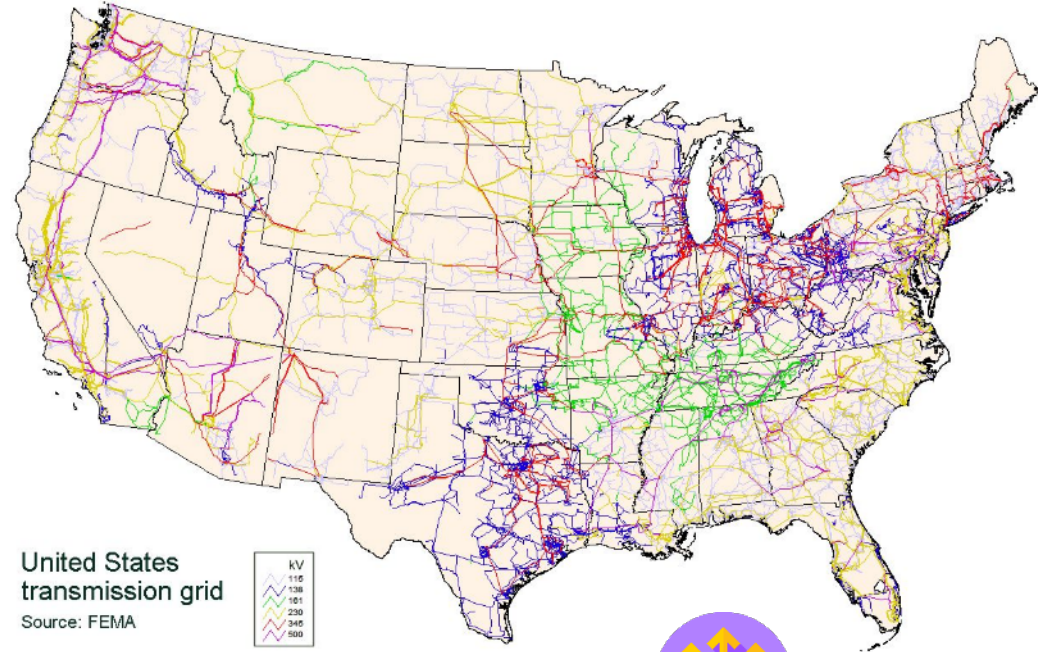 United States
transmission grid
Source: FEMA
kV
115
138
161
230
345
500